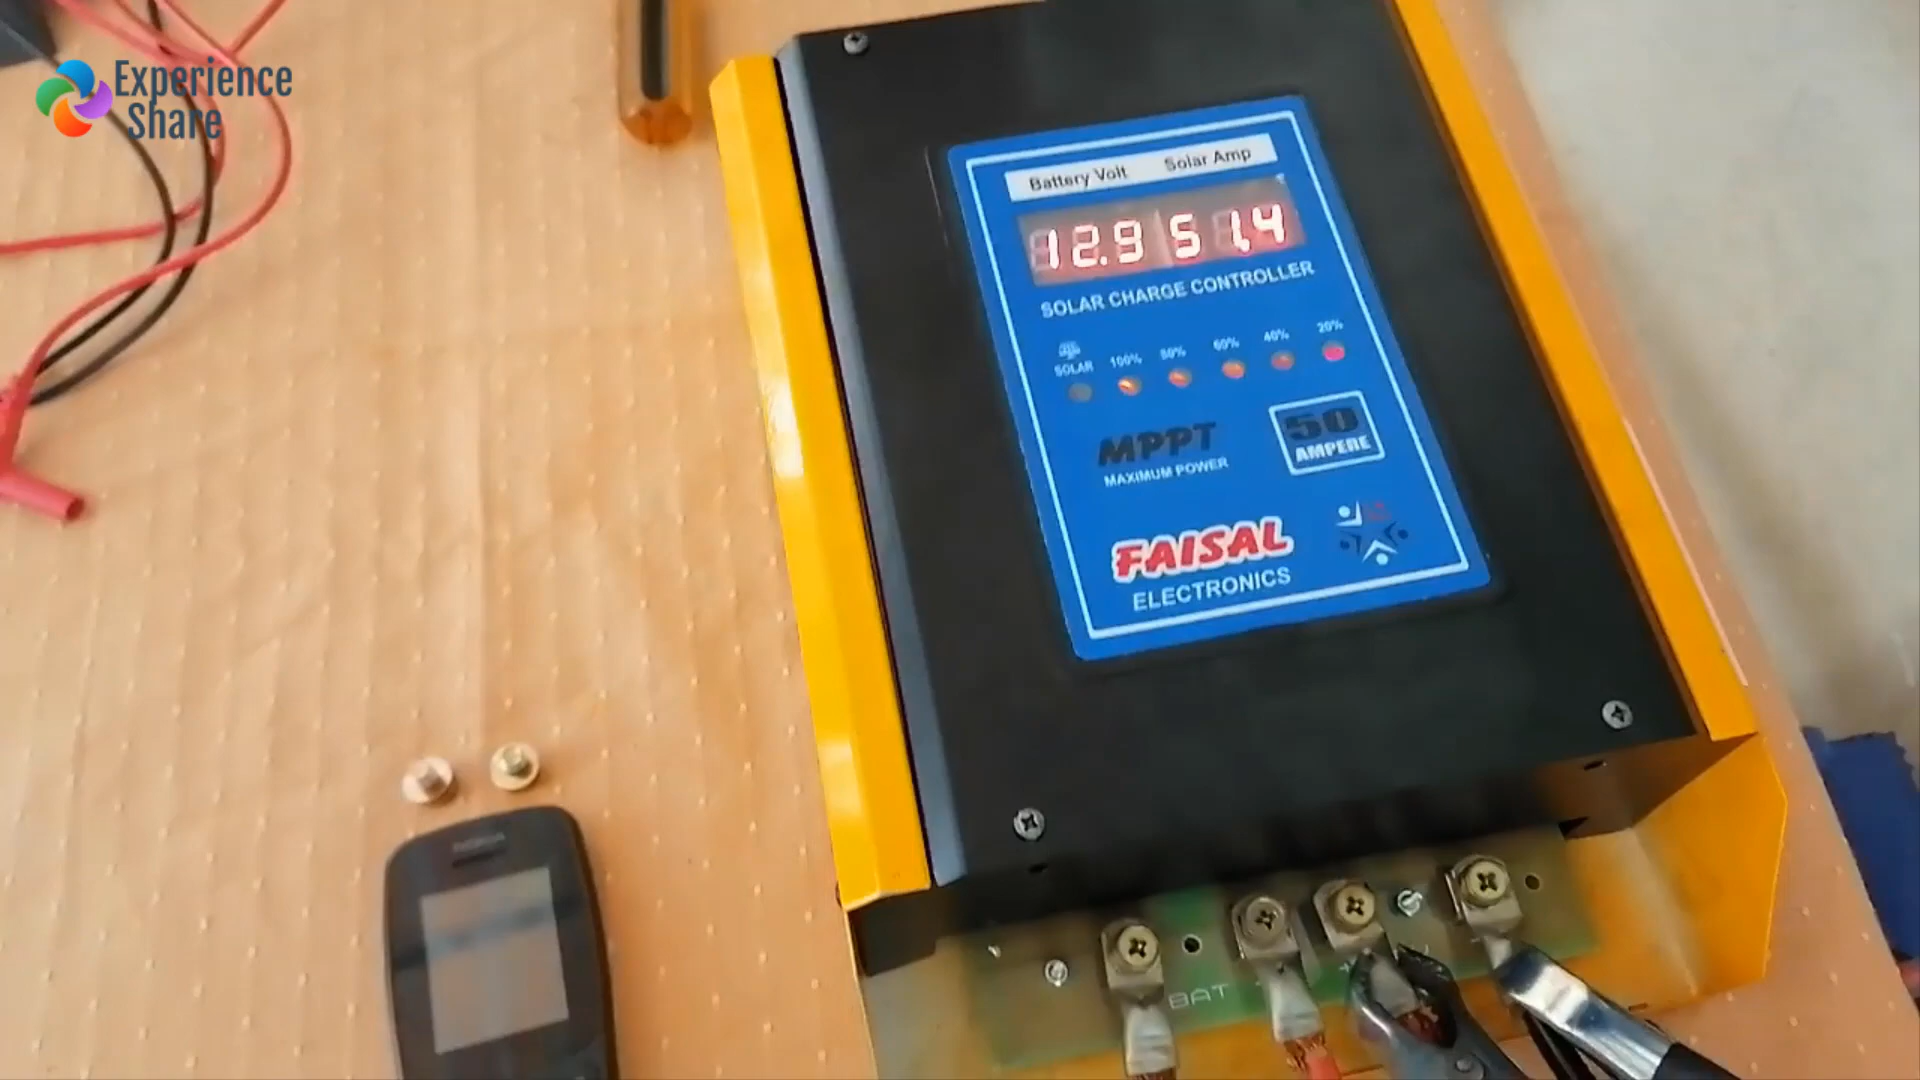 Experience
Share
Battery Volt Solar Amp
12.9 5 1.4
SOLAR CHARGE CONTROLLER
SOLAR 100% 80% 60% 40% 20%
MPPT
MAXIMUM POWER
50
AMPERE
FAISAL
ELECTRONICS
BAT
NOKIA